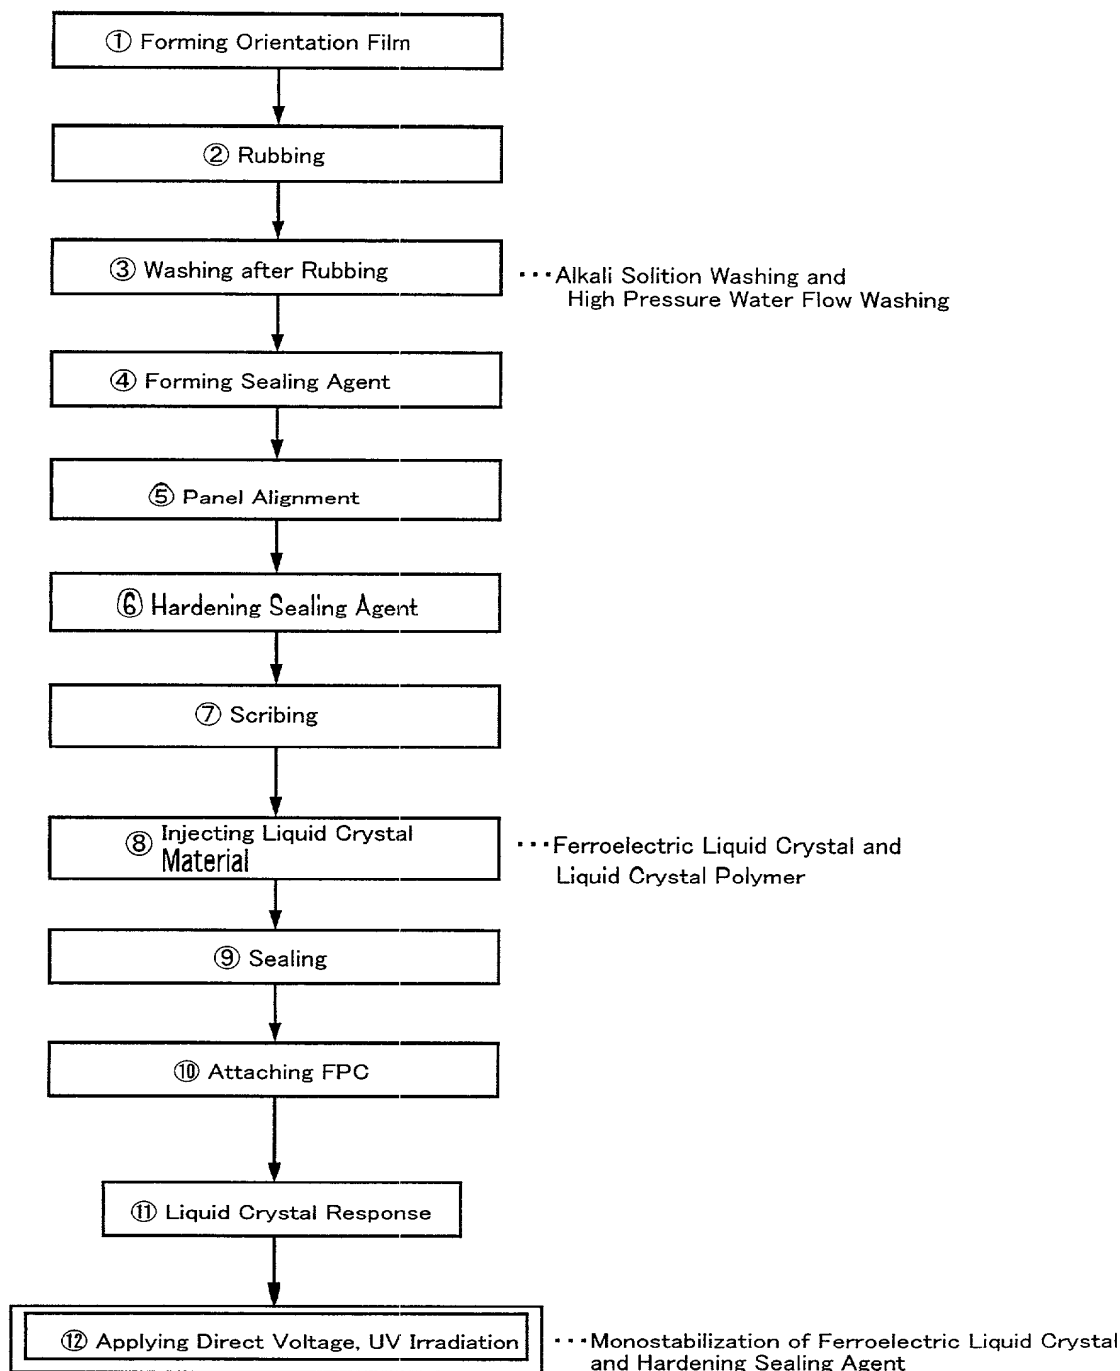 ① Forming Orientation Film
② Rubbing
③ Washing after Rubbing
･･･Alkali Solition Washing and
High Pressure Water Flow Washing
④ Forming Sealing Agent
⑤ Panel Alignment
⑥ Hardening Sealing Agent
⑦ Scribing
⑧ Injecting Liquid Crystal
Material
･･･Ferroelectric Liquid Crystal and
Liquid Crystal Polymer
⑨ Sealing
⑩ Attaching FPC
⑪ Liquid Crystal Response
⑫ Applying Direct Voltage, UV Irradiation
･･･Monostabilization of Ferroelectric Liquid Crystal
and Hardening Sealing Agent